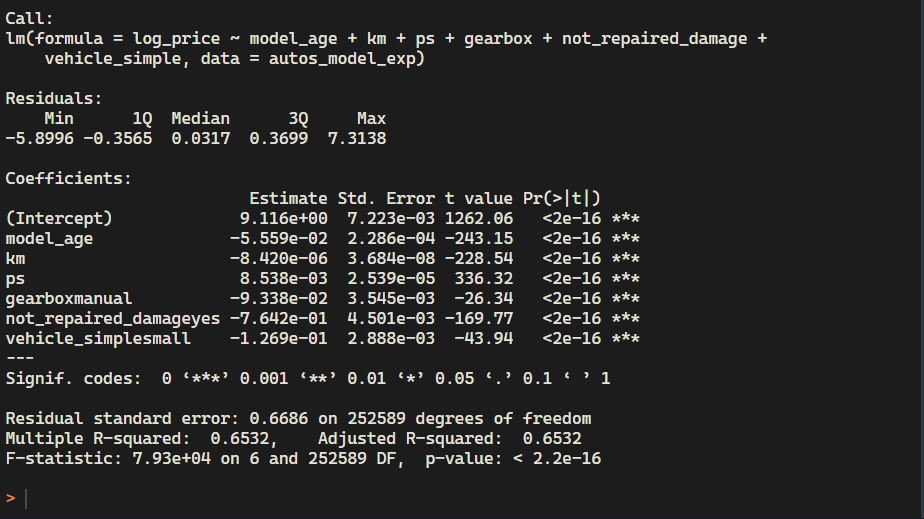 Call:
lm(formula = log_price ~ model_age + km + ps + gearbox + not_repaired_damage +
    vehicle_simple, data = autos_model_exp)

Residuals:
    Min      1Q  Median      3Q     Max
-5.8996 -0.3565  0.0317  0.3699  7.3138

Coefficients:
                         Estimate Std. Error t value Pr(>|t|)
(Intercept)             9.116e+00  7.223e-03 1262.06   <2e-16 ***
model_age              -5.559e-02  2.286e-04 -243.15   <2e-16 ***
km                     -8.420e-06  3.684e-08 -228.54   <2e-16 ***
ps                      8.538e-03  2.539e-05  336.32   <2e-16 ***
gearboxmanual          -9.338e-02  3.545e-03  -26.34   <2e-16 ***
not_repaired_damageyes -7.642e-01  4.501e-03 -169.77   <2e-16 ***
vehicle_simplesmall    -1.269e-01  2.888e-03  -43.94   <2e-16 ***
---
Signif. codes:  0 ‘***’ 0.001 ‘**’ 0.01 ‘*’ 0.05 ‘.’ 0.1 ‘ ’ 1

Residual standard error: 0.6686 on 252589 degrees of freedom
Multiple R-squared:  0.6532,    Adjusted R-squared:  0.6532
F-statistic: 7.93e+04 on 6 and 252589 DF,  p-value: < 2.2e-16

>